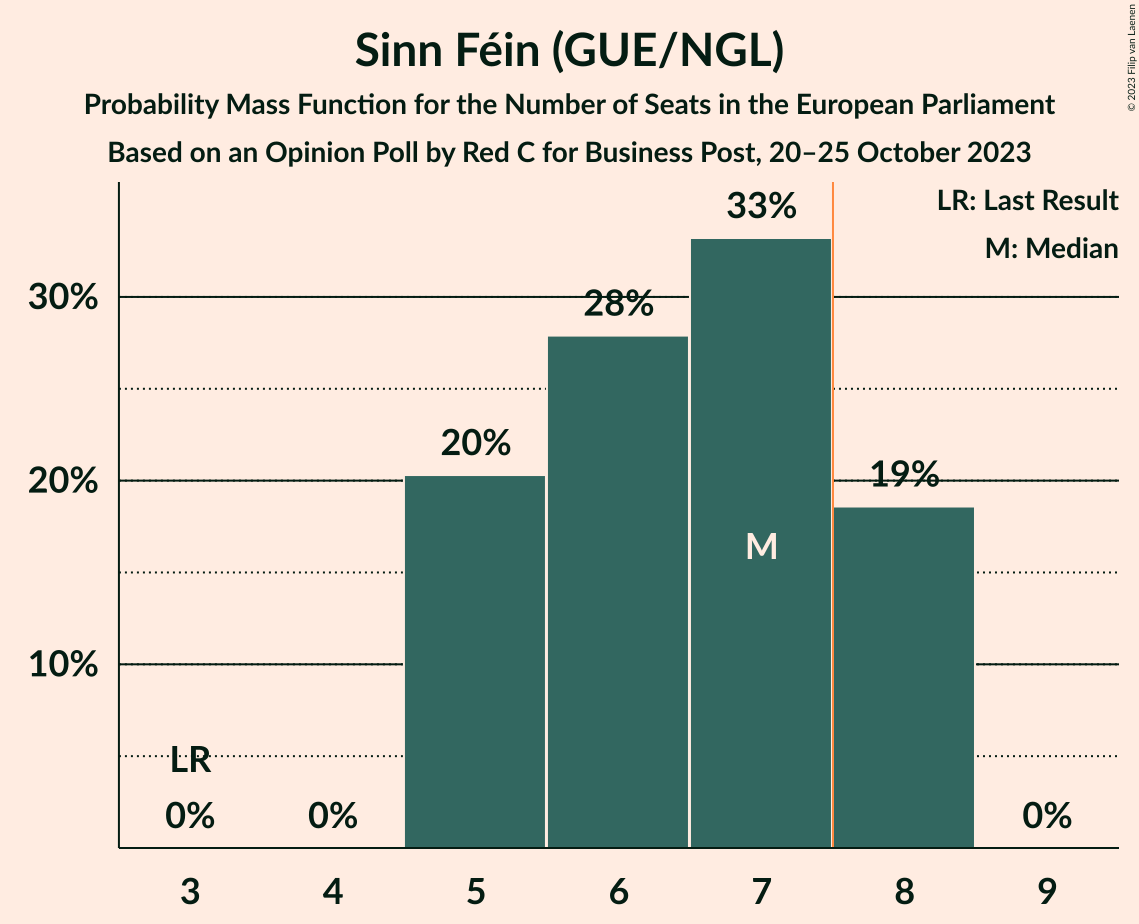 Sinn Féin (GUE/NGL)
Probability Mass Function for the Number of Seats in the European Parliament
Based on an Opinion Poll by Red C for Business Post, 20–25 October 2023
© 2023 Filip van Laenen
LR: Last Result
M: Median
33%
30%
28%
20%
20%
19%
M
10%
LR
0%
0%
0%
3
4
5
6
7
8
9